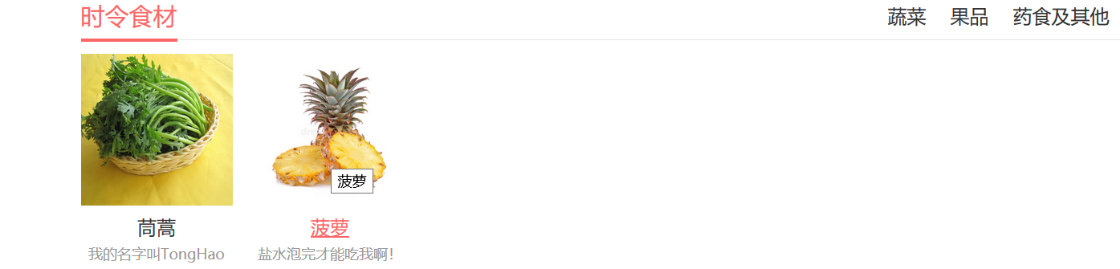 时令食材
蔬菜 果品 药食及其他
菠萝
茼蒿
菠萝
我的名字叫TongHao
盐水泡完才能吃我啊!